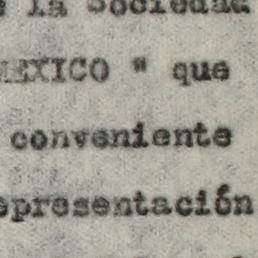 la Sociedad
MEXICO " que
conveniente
representación